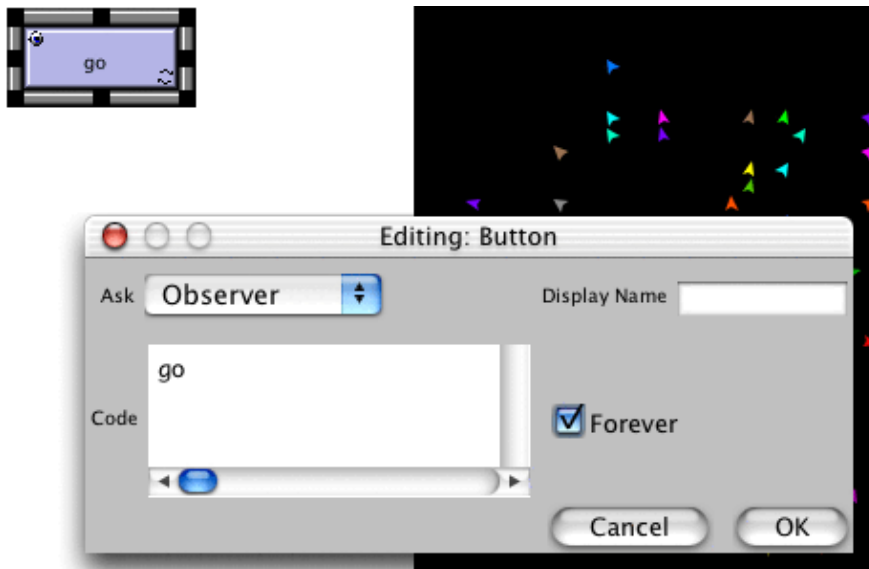 go
Editing: Button
Ask Observer Display Name
go
Code
Forever
Cancel OK